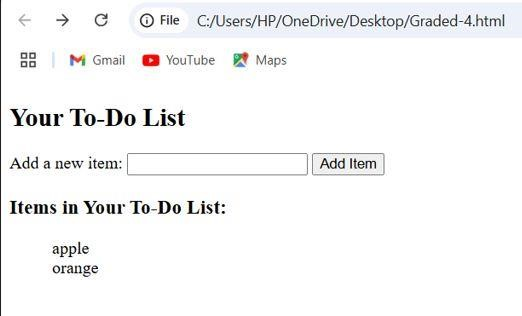 File C:/Users/HP/OneDrive/Desktop/Graded-4.html
Gmail YouTube Maps
Your To-Do List
Add a new item: Add Item
Items in Your To-Do List:
apple
orange